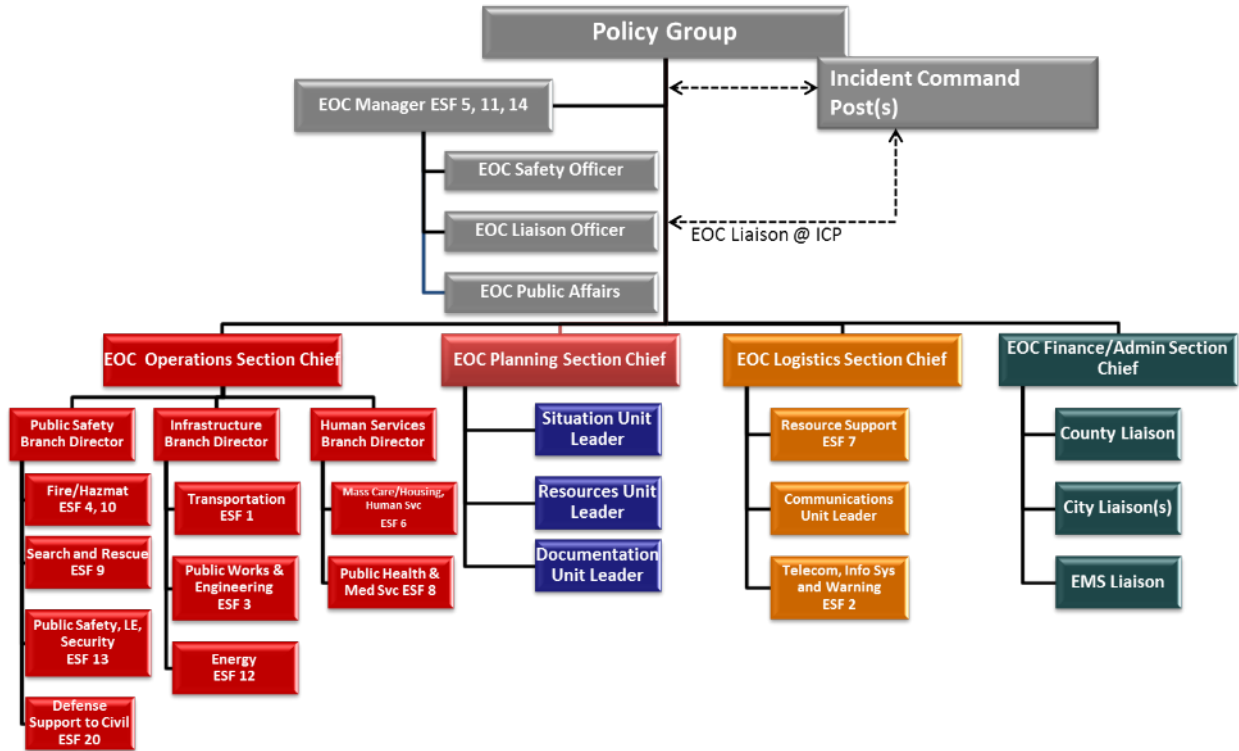 Policy Group
Incident Command
Post(s)
EOC Manager ESF 5, 11, 14
EOC Safety Officer
EOC Liaison Officer
EOC Liaison @ ICP
EOC Public Affairs
EOC Operations Section Chief
EOC Planning Section Chief
EOC Logistics Section Chief
EOC Finance/Admin Section
Chief
Public Safety
Branch Director
Infrastructure
Branch Director
Human Services
Branch Director
Fire/Hazmat
ESF 4, 10
Search and Rescue
ESF 9
Public Safety, LE,
Security
ESF 13
Defense
Support to Civil
ESF 20
Transportation
ESF 1
Public Works &
Engineering
ESF 3
Energy
ESF 12
Mass Care/Housing,
Human Svc
ESF 6
Public Health &
Med Svc ESF 8
Situation Unit
Leader
Resources Unit
Leader
Documentation
Unit Leader
Resource Support
ESF 7
Communications
Unit Leader
Telecom, Info Sys
and Warning
ESF 2
County Liaison
City Liaison(s)
EMS Liaison